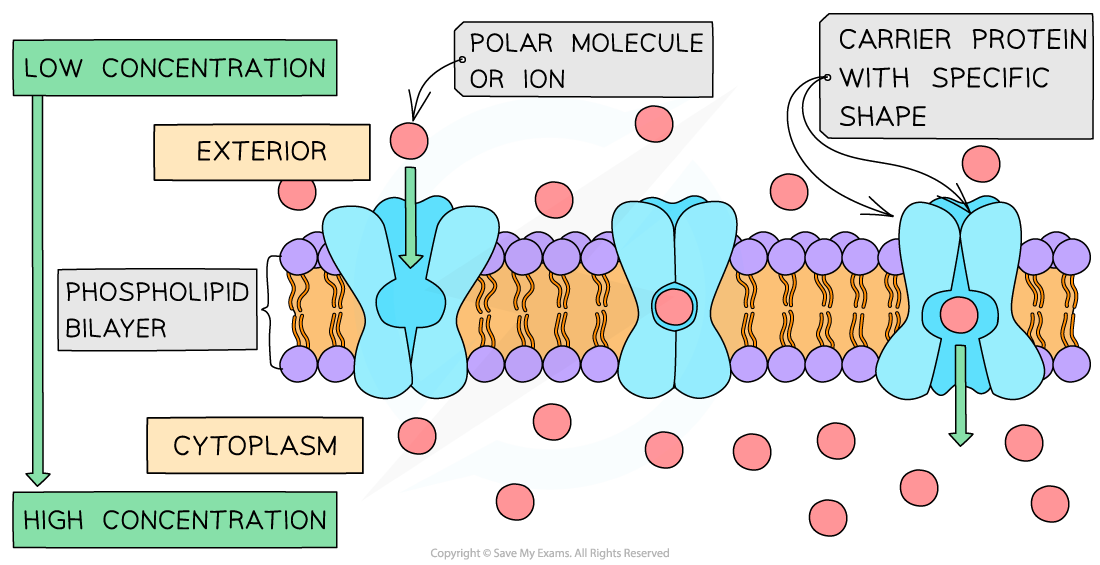 LOW CONCENTRATION
POLAR MOLECULE
OR ION
CARRIER PROTEIN
WITH SPECIFIC
SHAPE
EXTERIOR
PHOSPHOLIPID
BILAYER
CYTOPLASM
HIGH CONCENTRATION
Copyright © Save My Exams. All Rights Reserved